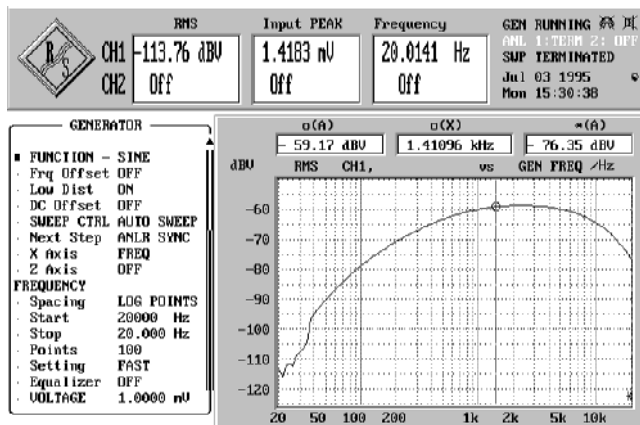 RMS Input PEAK Frequency
R S
CH1 -113.76 dBV 1.4183 mV 20.0141 Hz
CH2 Off Off Off
GEN RUNNING
ANL 1:TERM 2: OFF
SWP TERMINATED
Jul 03 1995
Mon 15:30:38
GENERATOR
FUNCTION - SINE
Frq Offset OFF
Low Dist ON
DC Offset OFF
SWEEP CTRL AUTO SWEEP
Next Step ANLR SYNC
X Axis FREQ
Z Axis OFF
FREQUENCY
Spacing LOG POINTS
Start 20000 Hz
Stop 20.000 Hz
Points 100
Setting FAST
Equalizer OFF
VOLTAGE 1.0000 mV
o(A) o(X) *(A)
- 59.17 dBV 1.41096 kHz - 76.35 dBV
dBV RMS CH1, vs GEN FREQ /Hz
-60
-70
-80
-90
-100
-110
-120
20 50 100 200 1k 2k 5k 10k